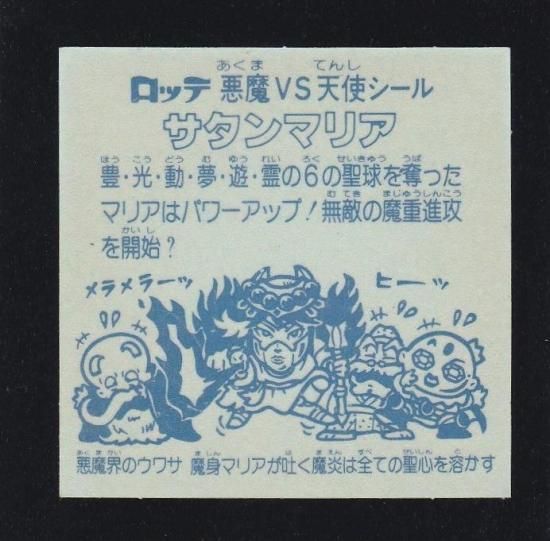 ロッテ 悪魔VS天使シール
サタンマリア
豊・光・動・夢・遊・霊の6の聖球を奪った
マリアはパワーアップ!無敵の魔重進攻
を開始?
メラメラーッ ヒーッ
悪魔界のウワサ 魔身マリアが吐く魔炎は全ての聖心を溶かす